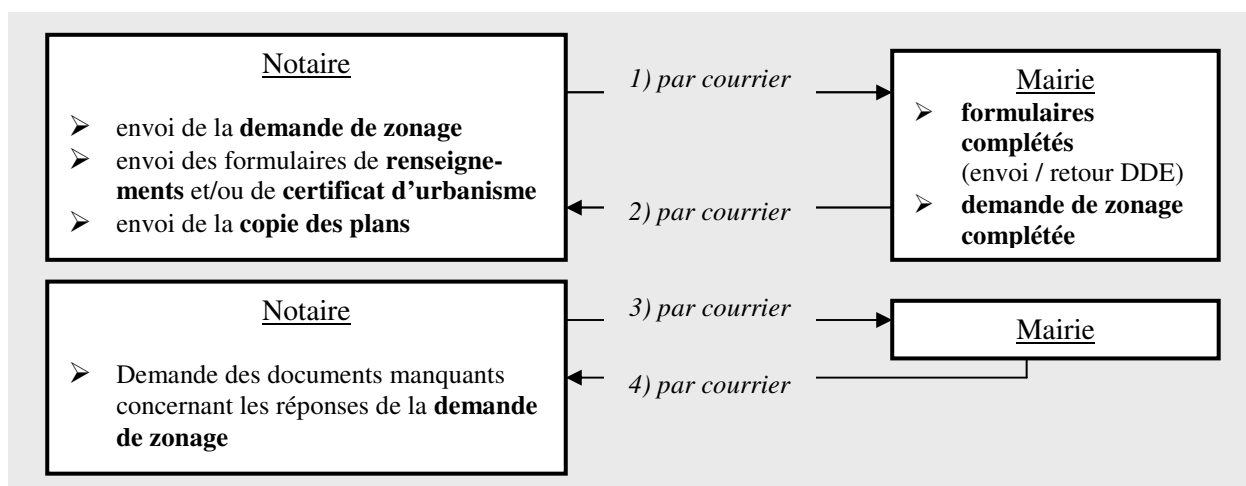 Notaire
➢ envoi de la demande de zonage
➢ envoi des formulaires de renseigne-
ments et/ou de certificat d'urbanisme
➢ envoi de la copie des plans
1) par courrier
2) par courrier
Mairie
➢ formulaires
complétés
(envoi / retour DDE)
➢ demande de zonage
complétée
Notaire
➢ Demande des documents manquants
concernant les réponses de la demande
de zonage
3) par courrier
4) par courrier
Mairie